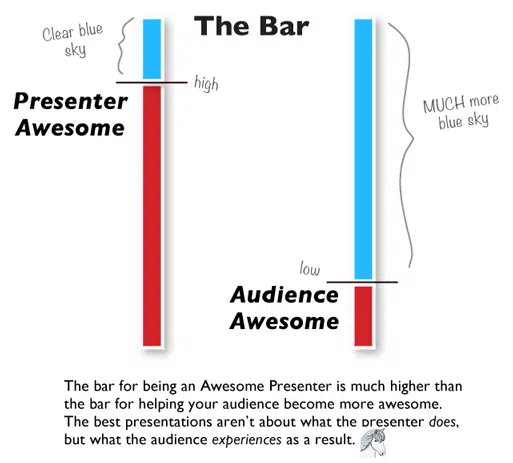 The Bar
Clear blue
sky
high
Presenter
Awesome
MUCH more
blue sky
low
Audience
Awesome
The bar for being an Awesome Presenter is much higher than
the bar for helping your audience become more awesome.
The best presentations aren't about what the presenter does,
but what the audience experiences as a result.